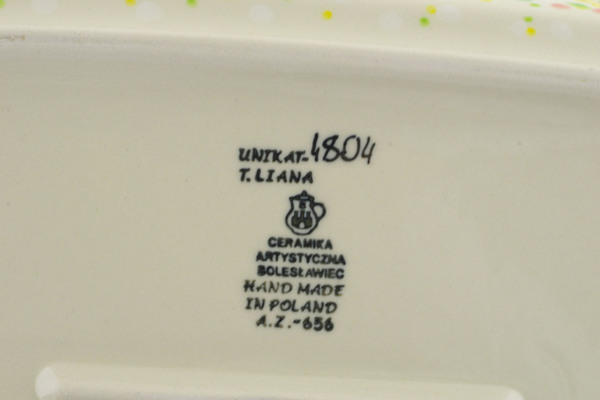 UNIKAT-4804
T.LIANA
CERAMIKA
ARTYSTYCZNA
BOLESŁAWIEC
HAND MADE
IN POLAND
A.Z.-656